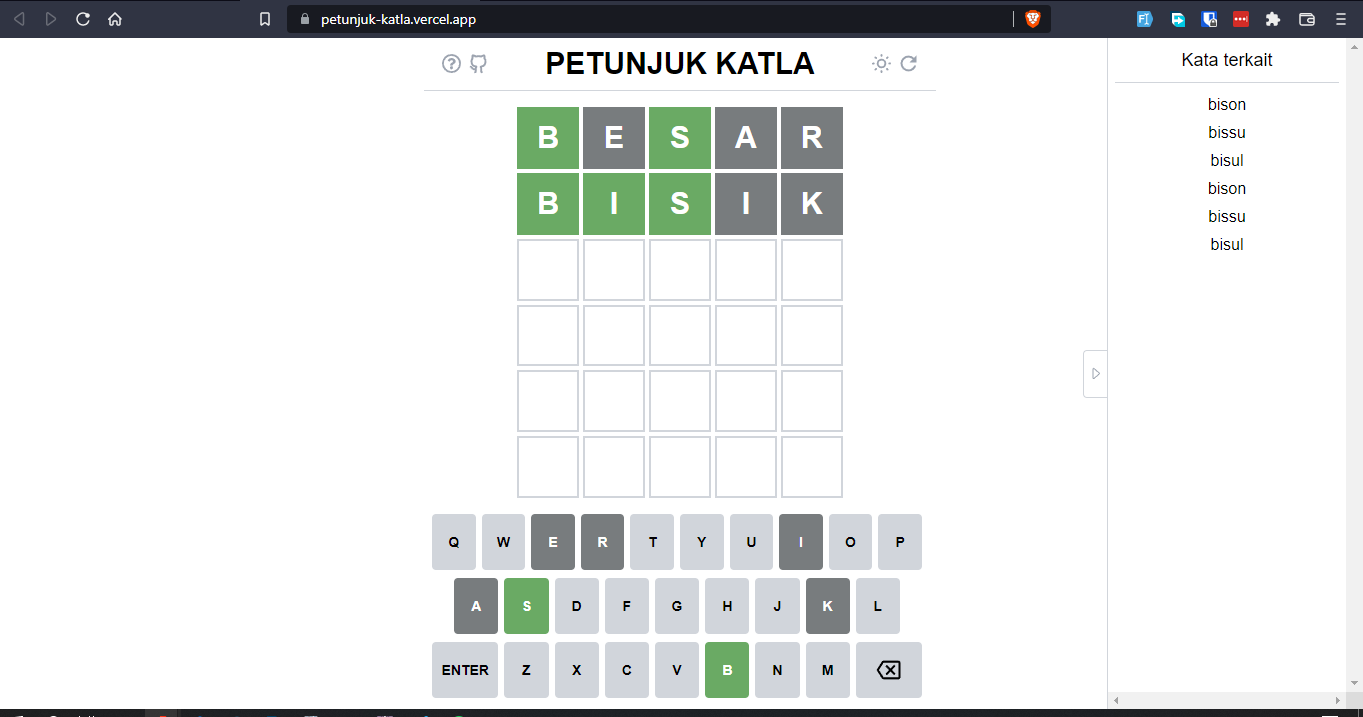 petunjuk-katla.vercel.app
PETUNJUK KATLA
B E S A R
B I S I K
Q W E R T Y U I O P
A S D F G H J K L
ENTER Z X C V B N M
Kata terkait
bison
bissu
bisul
bison
bissu
bisul